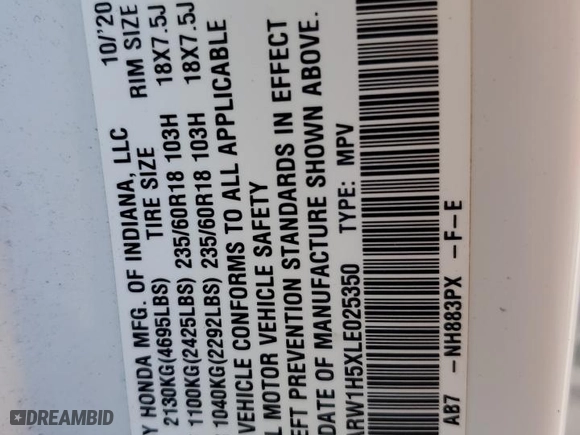 Y HONDA MFG. OF INDIANA, LLC 10/'20
TIRE SIZE RIM SIZE
2130KG(4695LBS)
1100KG(2425LBS) 235/60R18 103H 18X7.5J
1040KG(2292LBS) 235/60R18 103H 18X7.5J
VEHICLE CONFORMS TO ALL APPLICABLE
L MOTOR VEHICLE SAFETY
EFT PREVENTION STANDARDS IN EFFECT
DATE OF MANUFACTURE SHOWN ABOVE.
ARW1H5XLE025350 TYPE: MPV
AB7 -NH883PX -F-E
DREAMBID